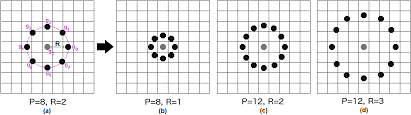 R
P=8, R=2
P=8, R=1
P=12, R=2
P=12, R=3
(a)
(b)
(c)
(d)